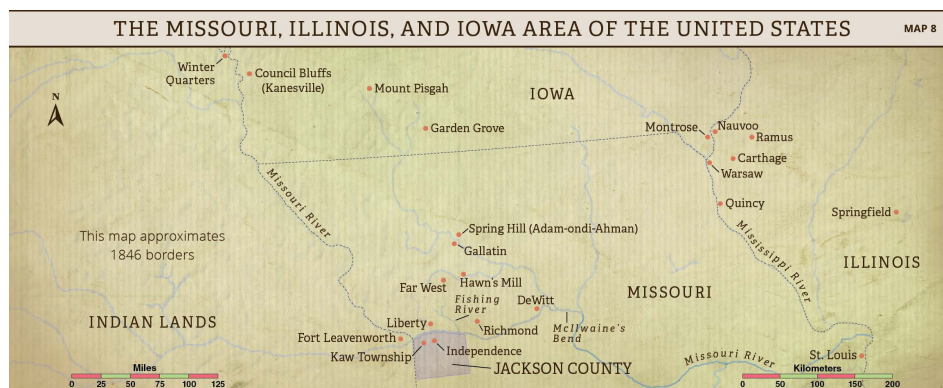 THE MISSOURI, ILLINOIS, AND IOWA AREA OF THE UNITED STATES
MAP 8
Winter
Quarters
Council Bluffs
(Kanesville)
Mount Pisgah
IOWA
N
Garden Grove
Montrose
Nauvoo
Ramus
Carthage
Warsaw
Missouri River
Quincy
Springfield
Mississippi River
Spring Hill (Adam-ondi-Ahman)
This map approximates
1846 borders
Gallatin
ILLINOIS
Far West
Hawn's Mill
MISSOURI
Fishing
River
DeWitt
INDIAN LANDS
Liberty
Richmond
McIlwaine's
Bend
Fort Leavenworth
Kaw Township
Independence
Missouri River
St. Louis
JACKSON COUNTY
Miles
0 25 50 75 100 125
Kilometers
0 50 100 150 200